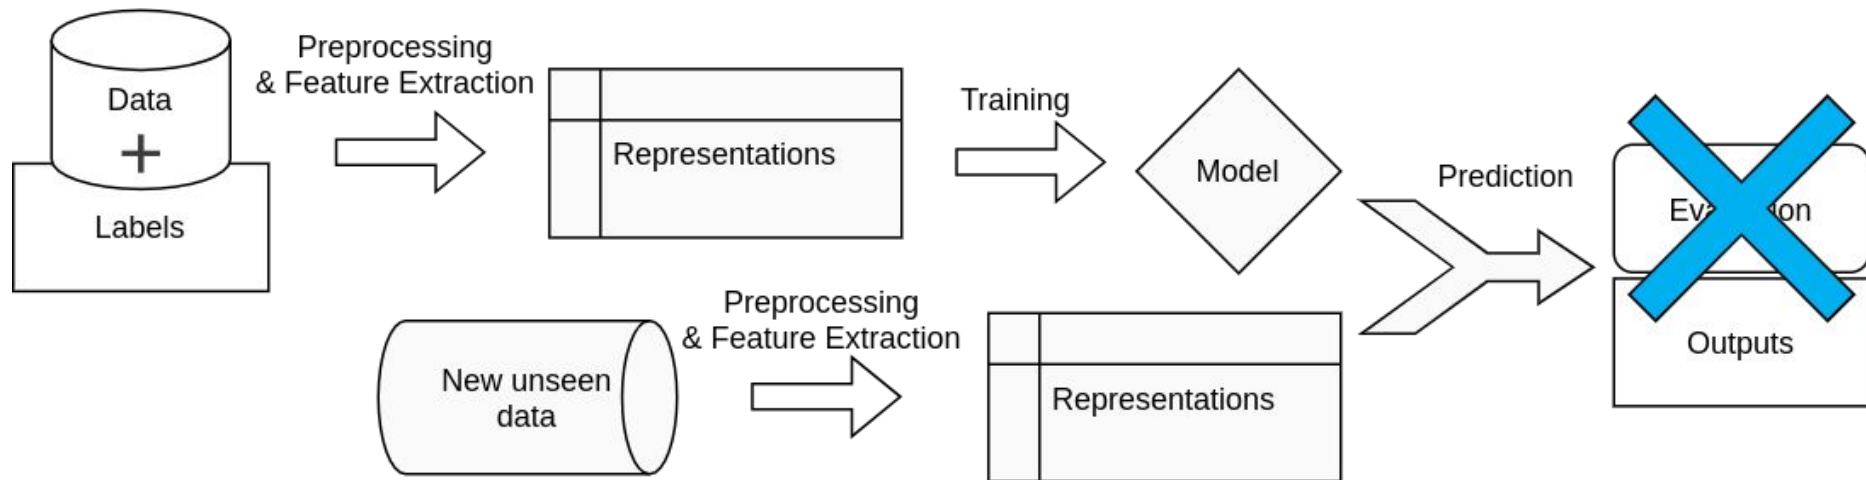 Preprocessing
& Feature Extraction
Data
+
Labels
Representations
Training
Model
Prediction
Outputs
Preprocessing
& Feature Extraction
New unseen
data
Representations